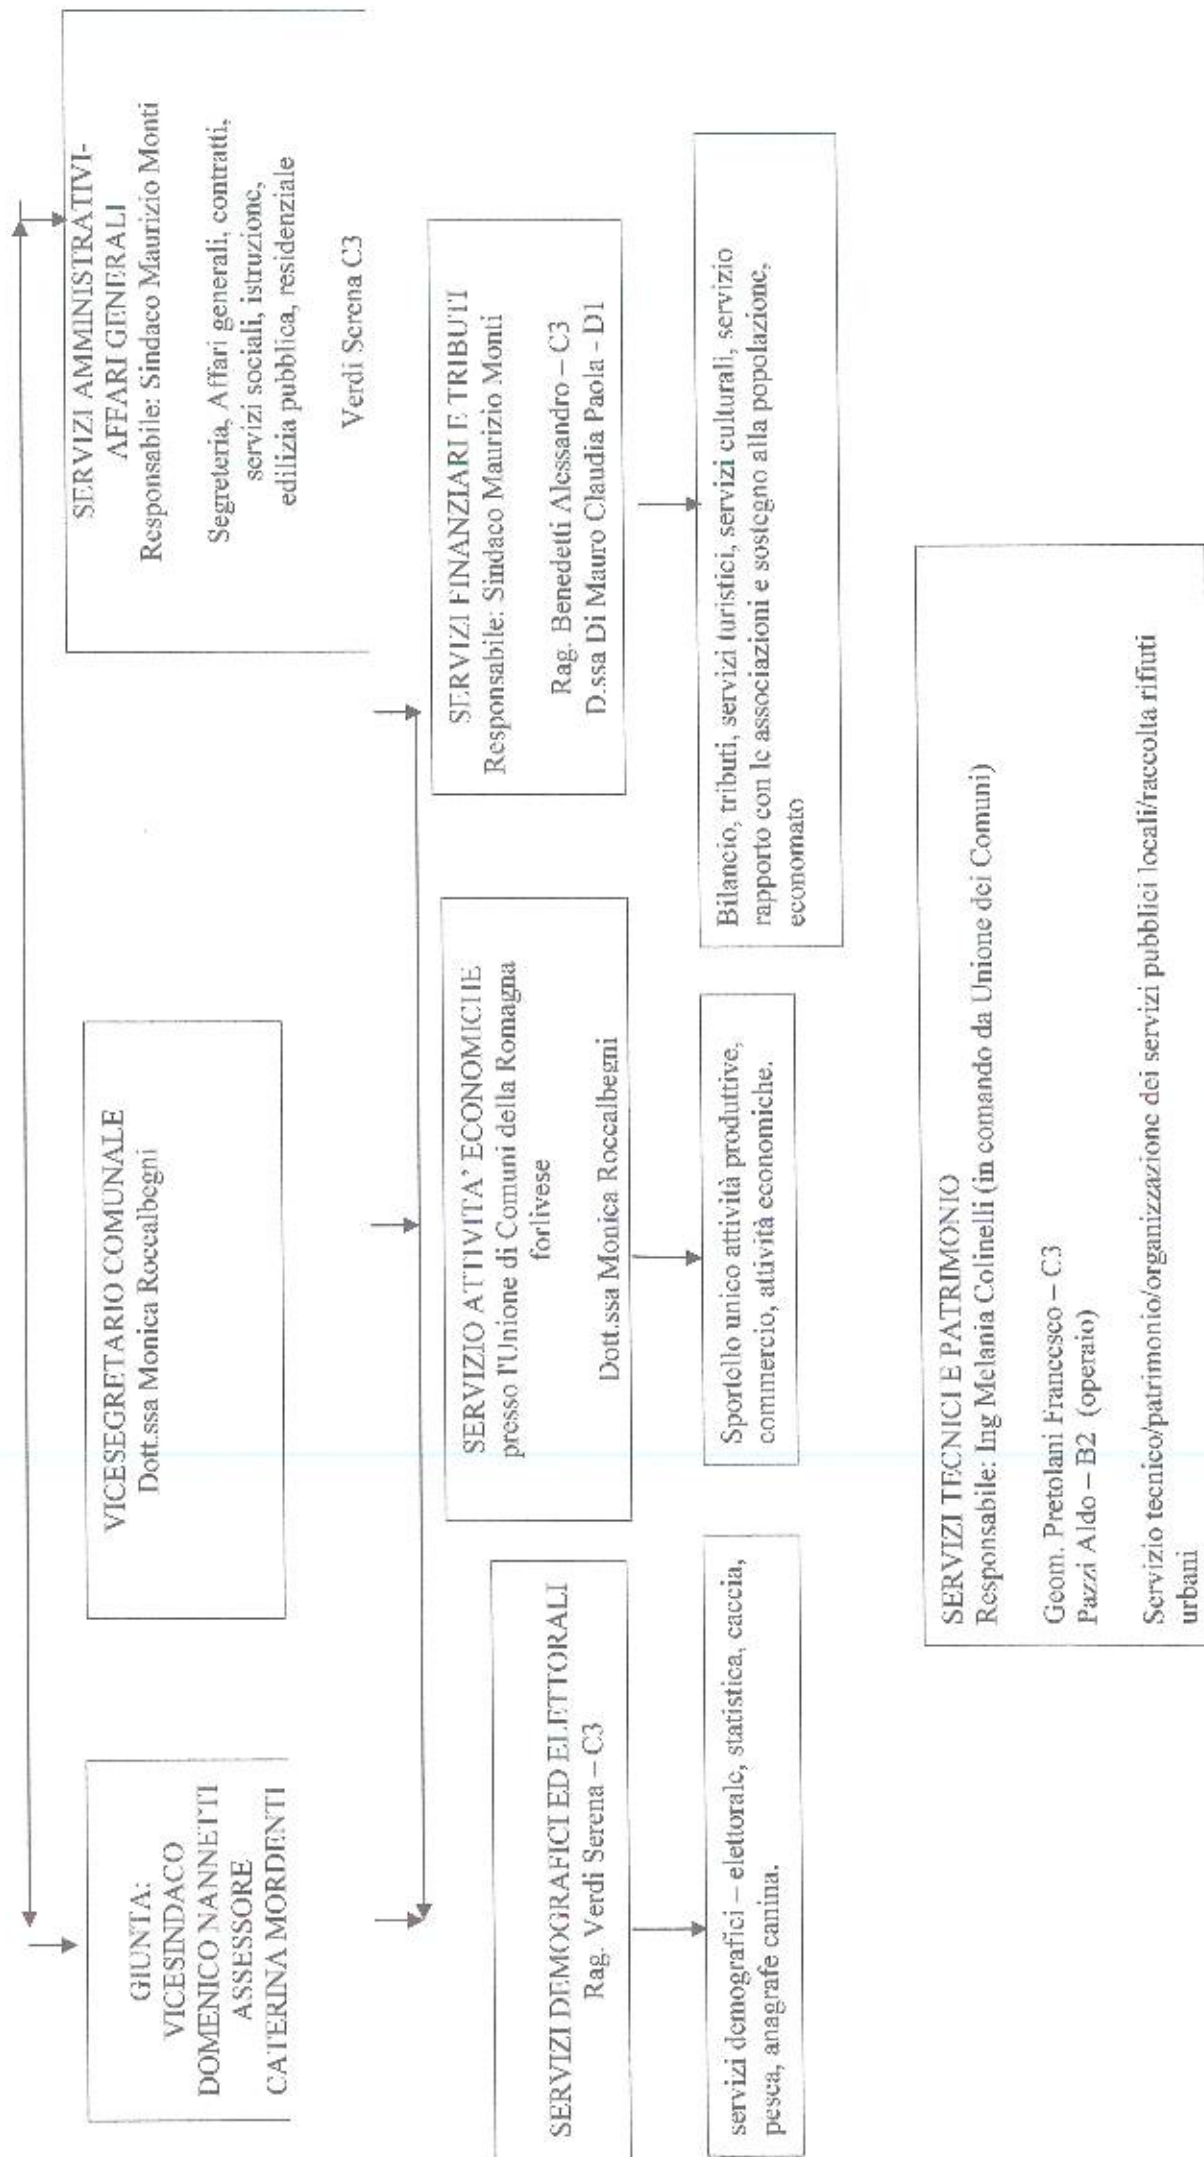 GIUNTA:
VICESINDACO
DOMENICO NANNETTI
ASSESSORE
CATERINA MORDENTI
VICESEGRETARIO COMUNALE
Dott.ssa Monica Roccalbegni
SERVIZI AMMINISTRATIVI-
AFFARI GENERALI
Responsabile: Sindaco Maurizio Monti
Segreteria, Affari generali, contratti,
servizi sociali, istruzione,
edilizia pubblica, residenziale
Verdi Serena C3
SERVIZI DEMOGRAFICI ED ELETTORALI
Rag. Verdi Serena – C3
SERVIZIO ATTIVITA' ECONOMICHE
presso l'Unione di Comuni della Romagna
forlivese
Dott.ssa Monica Roccalbegni
SERVIZI FINANZIARI E TRIBUTI
Responsabile: Sindaco Maurizio Monti
Rag. Benedetti Alessandro – C3
D.ssa Di Mauro Claudia Paola - D1
servizi demografici – elettorale, statistica, caccia,
pesca, anagrafe canina.
Sportello unico attività produttive,
commercio, attività economiche.
Bilancio, tributi, servizi turistici, servizi culturali, servizio
rapporto con le associazioni e sostegno alla popolazione,
economato
SERVIZI TECNICI E PATRIMONIO
Responsabile: Ing Melania Colinelli (in comando da Unione dei Comuni)
Geom. Pretolani Francesco – C3
Pazzi Aldo – B2 (operaio)
Servizio tecnico/patrimonio/organizzazione dei servizi pubblici locali/raccolta rifiuti
urbani